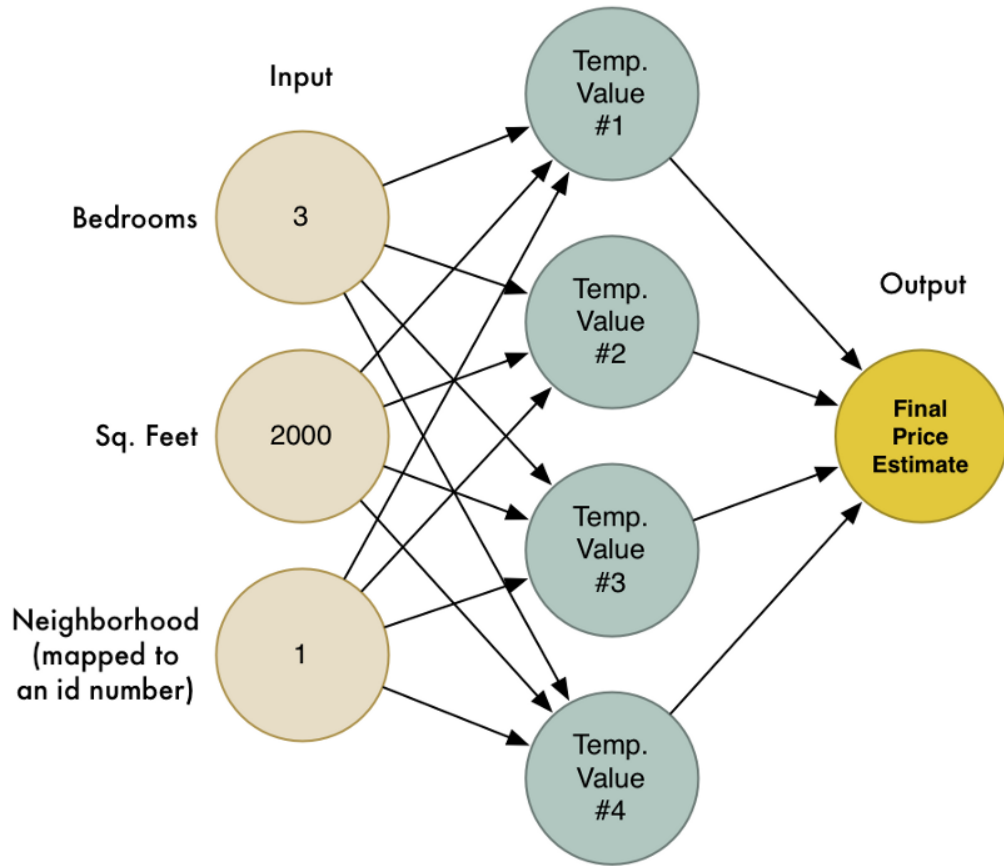 Input
Bedrooms
3
Sq. Feet
2000
Neighborhood
(mapped to
an id number)
1
Temp.
Value
#1
Temp.
Value
#2
Temp.
Value
#3
Temp.
Value
#4
Output
Final
Price
Estimate